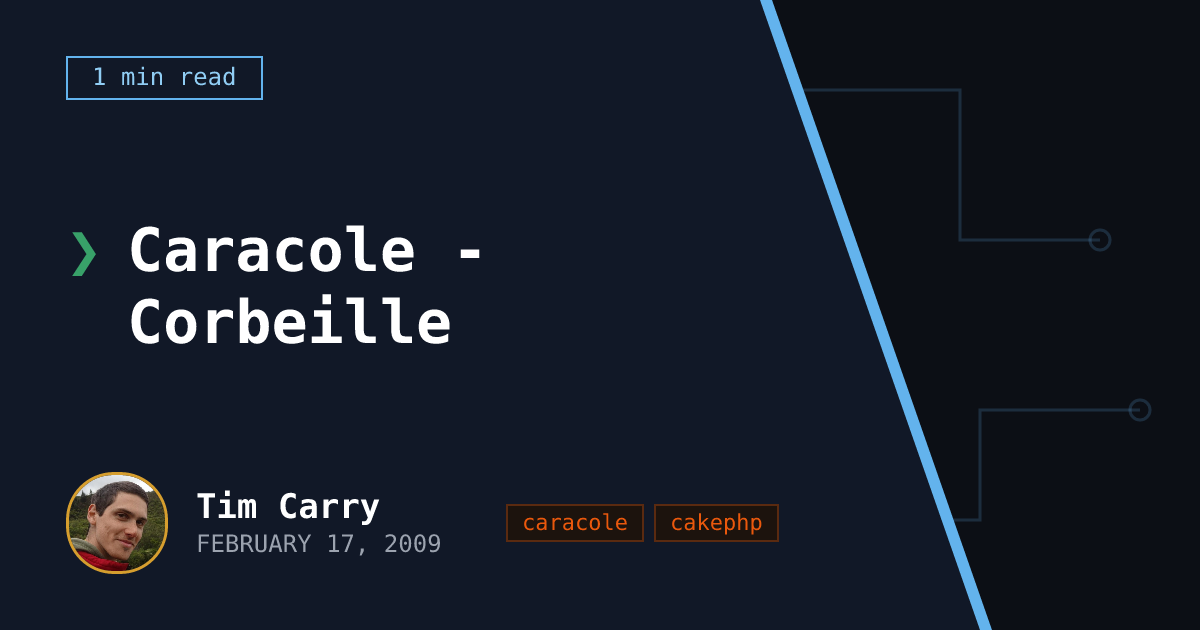 1 min read
❯ Caracole -
Corbeille
Tim Carry
FEBRUARY 17, 2009
caracole cakephp